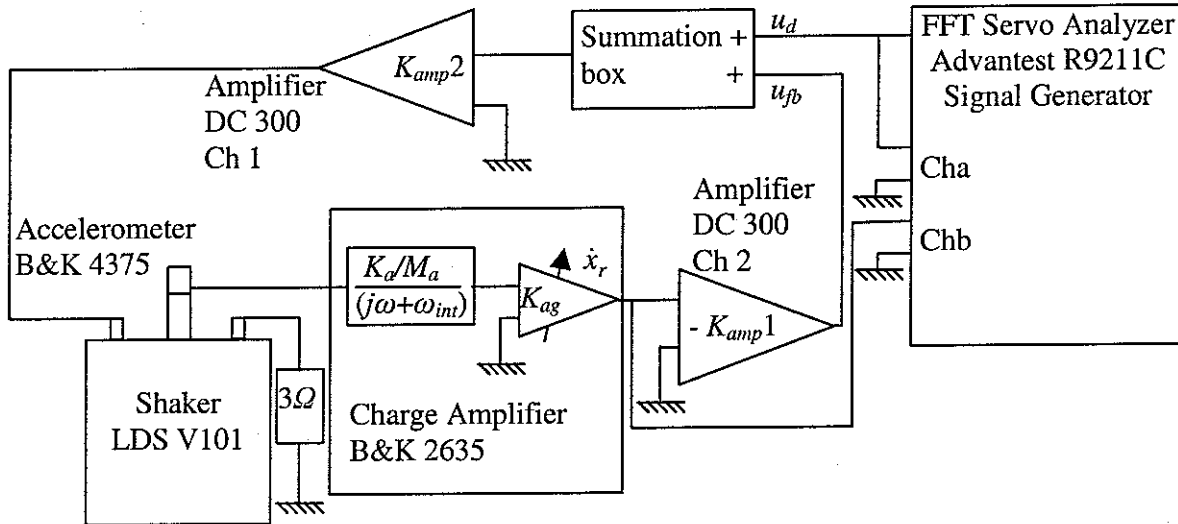 Summation +
box +
u_d
u_fb
FFT Servo Analyzer
Advantest R9211C
Signal Generator
Cha
Chb
K_amp2
Amplifier
DC 300
Ch 1
Accelerometer
B&K 4375
K_a/M_a
(jω+ω_int)
K_ag
ẋ_r
Amplifier
DC 300
Ch 2
- K_amp1
Shaker
LDS V101
3Ω
Charge Amplifier
B&K 2635